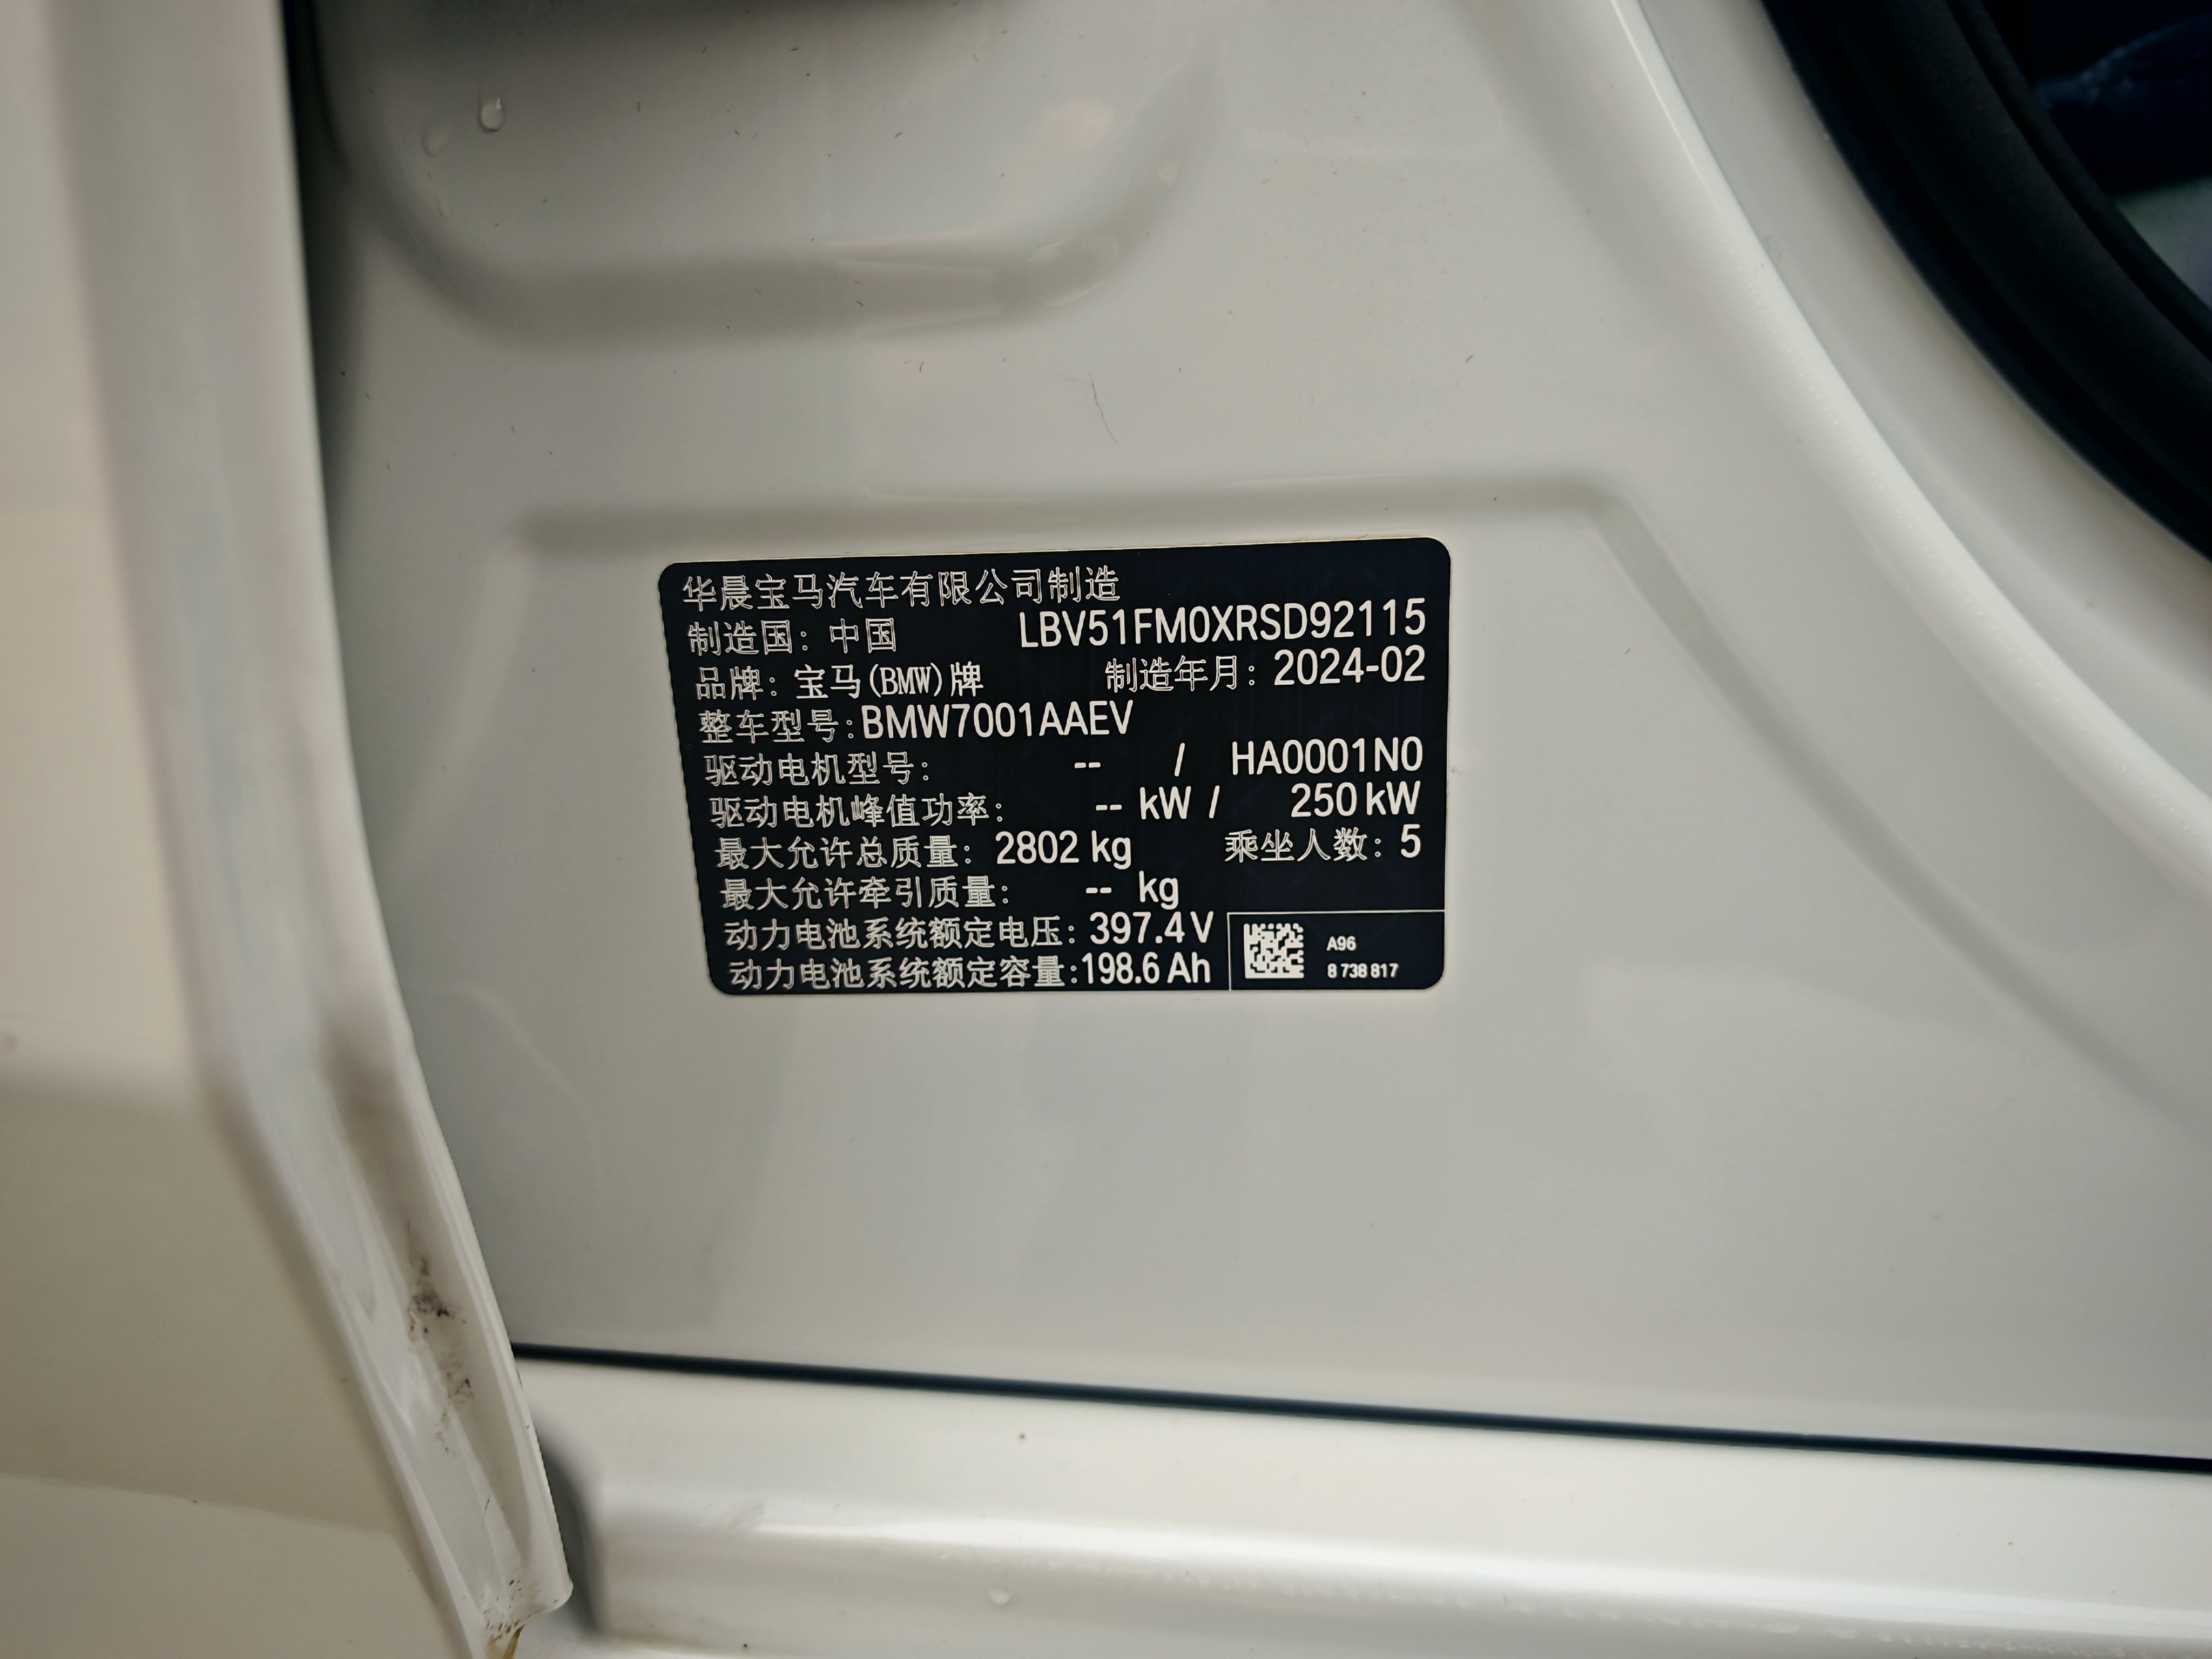 华晨宝马汽车有限公司制造
制造国：中国 LBV51FM0XRSD92115
品牌：宝马(BMW)牌 制造年月：2024-02
整车型号：BMW7001AAEV
驱动电机型号： -- / HA0001N0
驱动电机峰值功率： -- kW / 250 kW
最大允许总质量：2802 kg 乘坐人数：5
最大允许牵引质量： -- kg
动力电池系统额定电压：397.4 V
动力电池系统额定容量:198.6 Ah
A96
8 738 817